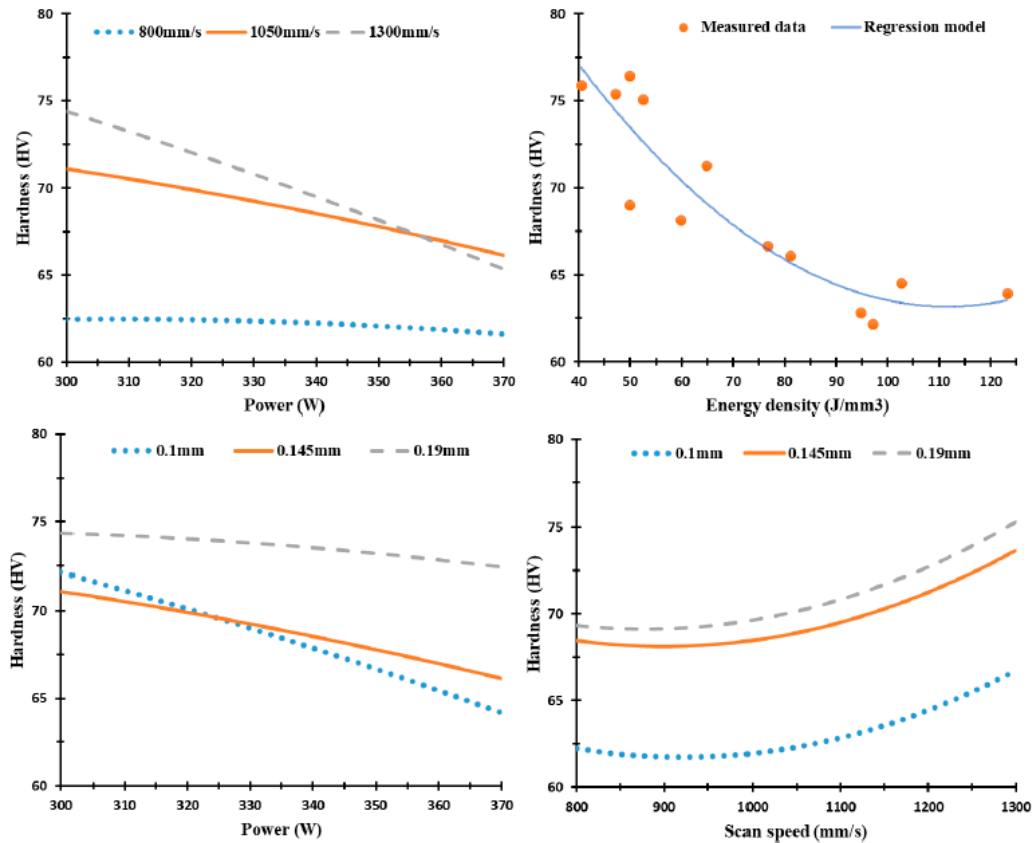 80
75
70
65
60
Hardness (HV)
800mm/s 1050mm/s 1300mm/s
300 310 320 330 340 350 360 370
Power (W)
80
75
70
65
60
Hardness (HV)
Measured data Regression model
40 50 60 70 80 90 100 110 120
Energy density (J/mm3)
80
75
70
65
60
Hardness (HV)
0.1mm 0.145mm 0.19mm
300 310 320 330 340 350 360 370
Power (W)
80
75
70
65
60
Hardness (HV)
0.1mm 0.145mm 0.19mm
800 900 1000 1100 1200 1300
Scan speed (mm/s)